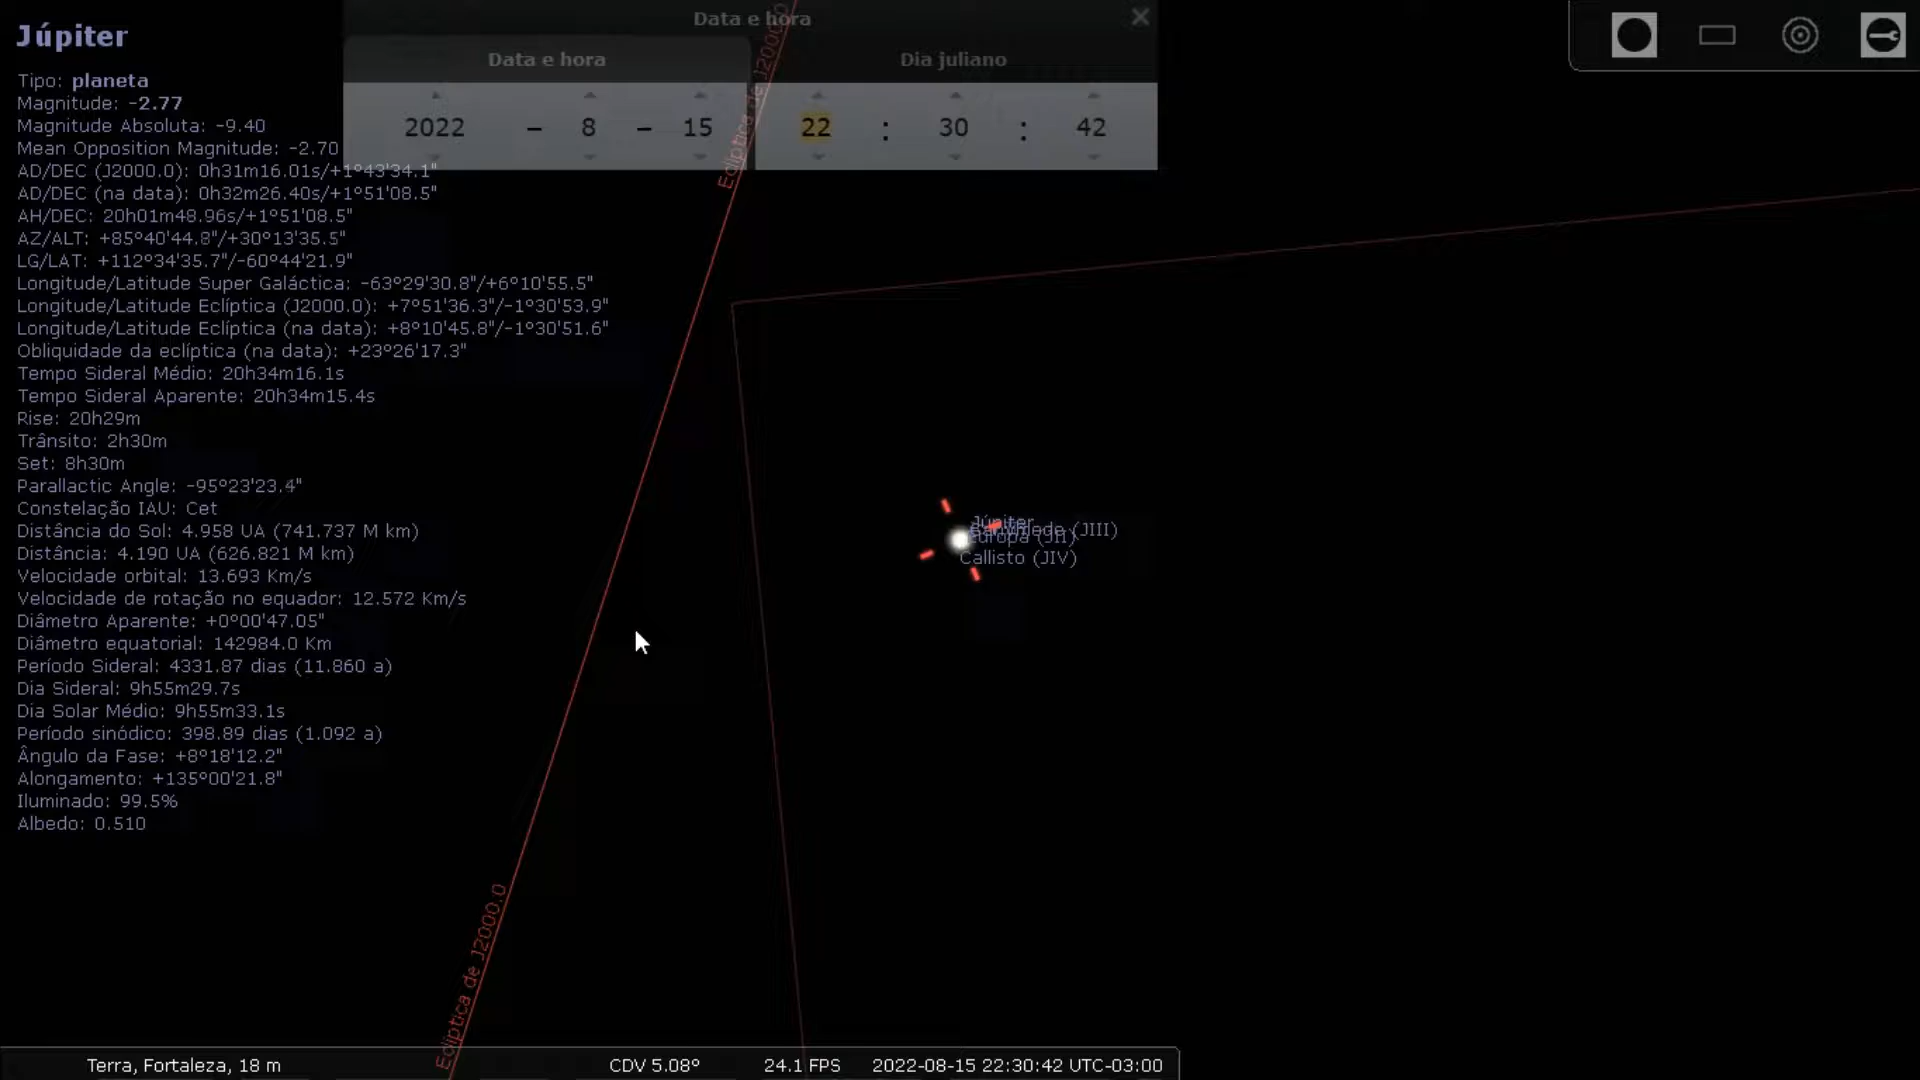 Júpiter
Tipo: planeta
Magnitude: -2.77
Magnitude Absoluta: -9.40
Mean Opposition Magnitude: -2.70
AD/DEC (J2000.0): 0h31m16.01s/+1°43'34.1"
AD/DEC (na data): 0h32m26.40s/+1°51'08.5"
AH/DEC: 20h01m48.96s/+1°51'08.5"
AZ/ALT: +85°40'44.8"/+30°13'35.5"
LG/LAT: +112°34'35.7"/-60°44'21.9"
Longitude/Latitude Super Galáctica: -63°29'30.8"/+6°10'55.5"
Longitude/Latitude Eclíptica (J2000.0): +7°51'36.3"/-1°30'53.9"
Longitude/Latitude Eclíptica (na data): +8°10'45.8"/-1°30'51.6"
Obliquidade da eclíptica (na data): +23°26'17.3"
Tempo Sideral Médio: 20h34m16.1s
Tempo Sideral Aparente: 20h34m15.4s
Rise: 20h29m
Trânsito: 2h30m
Set: 8h30m
Parallactic Angle: -95°23'23.4"
Constelação IAU: Cet
Distância do Sol: 4.958 UA (741.737 M km)
Distância: 4.190 UA (626.821 M km)
Velocidade orbital: 13.693 Km/s
Velocidade de rotação no equador: 12.572 Km/s
Diâmetro Aparente: +0°00'47.05"
Diâmetro equatorial: 142984.0 Km
Período Sideral: 4331.87 dias (11.860 a)
Dia Sideral: 9h55m29.7s
Dia Solar Médio: 9h55m33.1s
Período sinódico: 398.89 dias (1.092 a)
Ângulo da Fase: +8°18'12.2"
Alongamento: +135°00'21.8"
Iluminado: 99.5%
Albedo: 0.510
Data e hora
Data e hora
Dia juliano
2022 - 8 - 15 22 : 30 : 42
Eclíptica de J2000.0
Júpiter
Ganymede (JIII)
Europa (JII)
Callisto (JIV)
Eclíptica de J2000.0
Terra, Fortaleza, 18 m
CDV 5.08°
24.1 FPS
2022-08-15 22:30:42 UTC-03:00